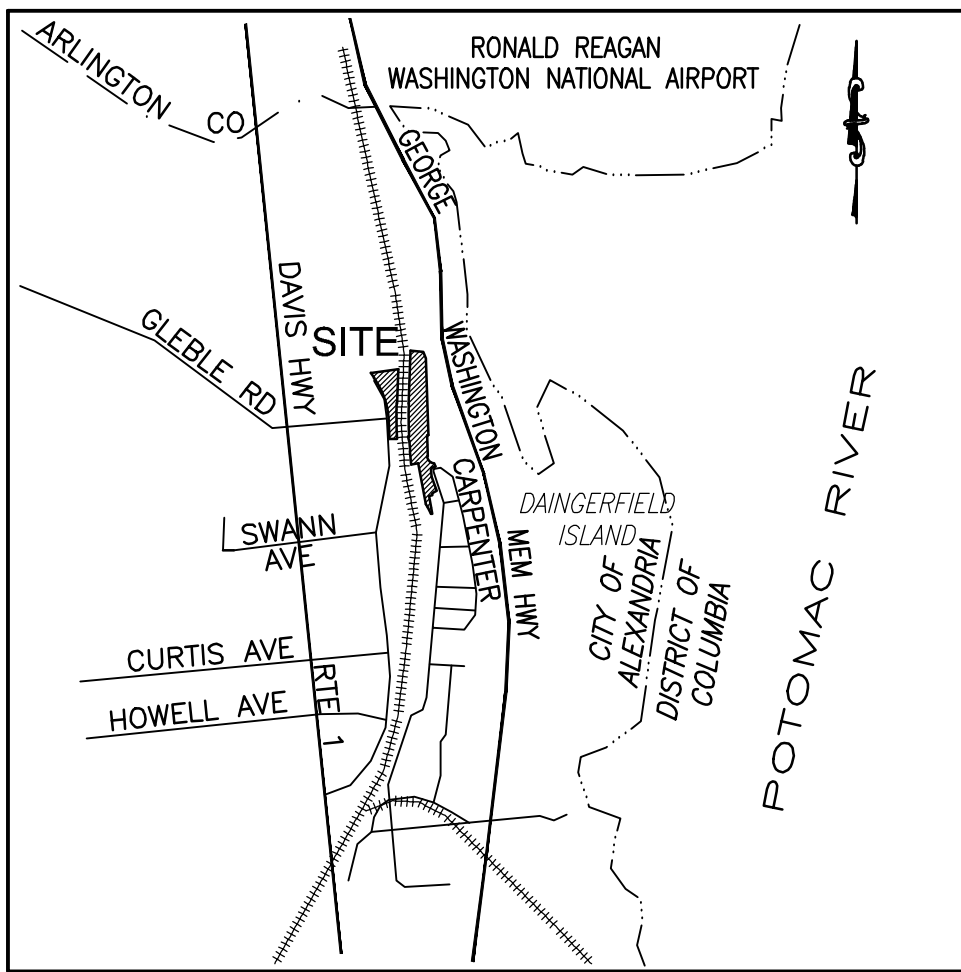 RONALD REAGAN
WASHINGTON NATIONAL AIRPORT
ARLINGTON CO
GEORGE WASHINGTON MEM HWY
DAVIS HWY
SITE
GLEBLE RD
CARPENTER
DAINGERFIELD
ISLAND
SWANN
AVE
CITY OF
ALEXANDRIA
DISTRICT OF
COLUMBIA
POTOMAC RIVER
CURTIS AVE
HOWELL AVE
RTE 1